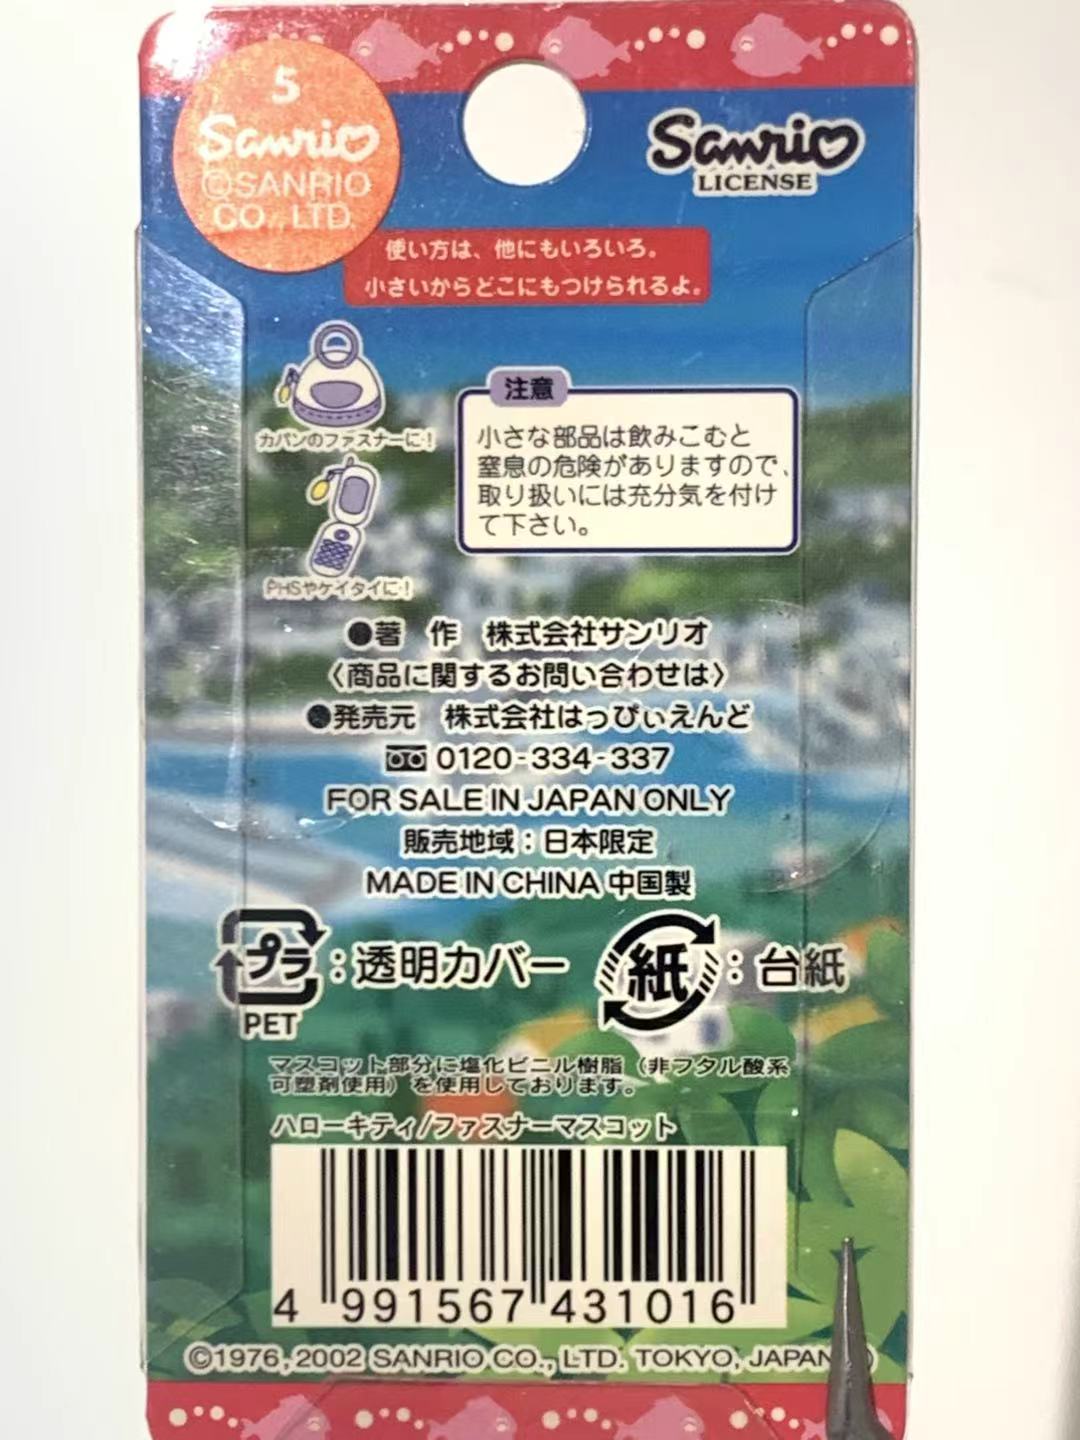 5
Sanrio
©SANRIO
CO., LTD.
Sanrio
LICENSE
使い方は、他にもいろいろ。
小さいからどこにもつけられるよ。
カバンのファスナーに!
PHSやケイタイに!
注意
小さな部品は飲みこむと
窒息の危険がありますので、
取り扱いには充分気を付け
て下さい。
●著 作 株式会社サンリオ
〈商品に関するお問い合わせは〉
●発売元 株式会社はっぴぃえんど
0120-334-337
FOR SALE IN JAPAN ONLY
販売地域:日本限定
MADE IN CHINA 中国製
プラ:透明カバー
PET
紙:台紙
マスコット部分に塩化ビニル樹脂(非フタル酸系
可塑剤使用)を使用しております。
ハローキティ/ファスナーマスコット
4 991567 431016
©1976, 2002 SANRIO CO., LTD. TOKYO, JAPAN